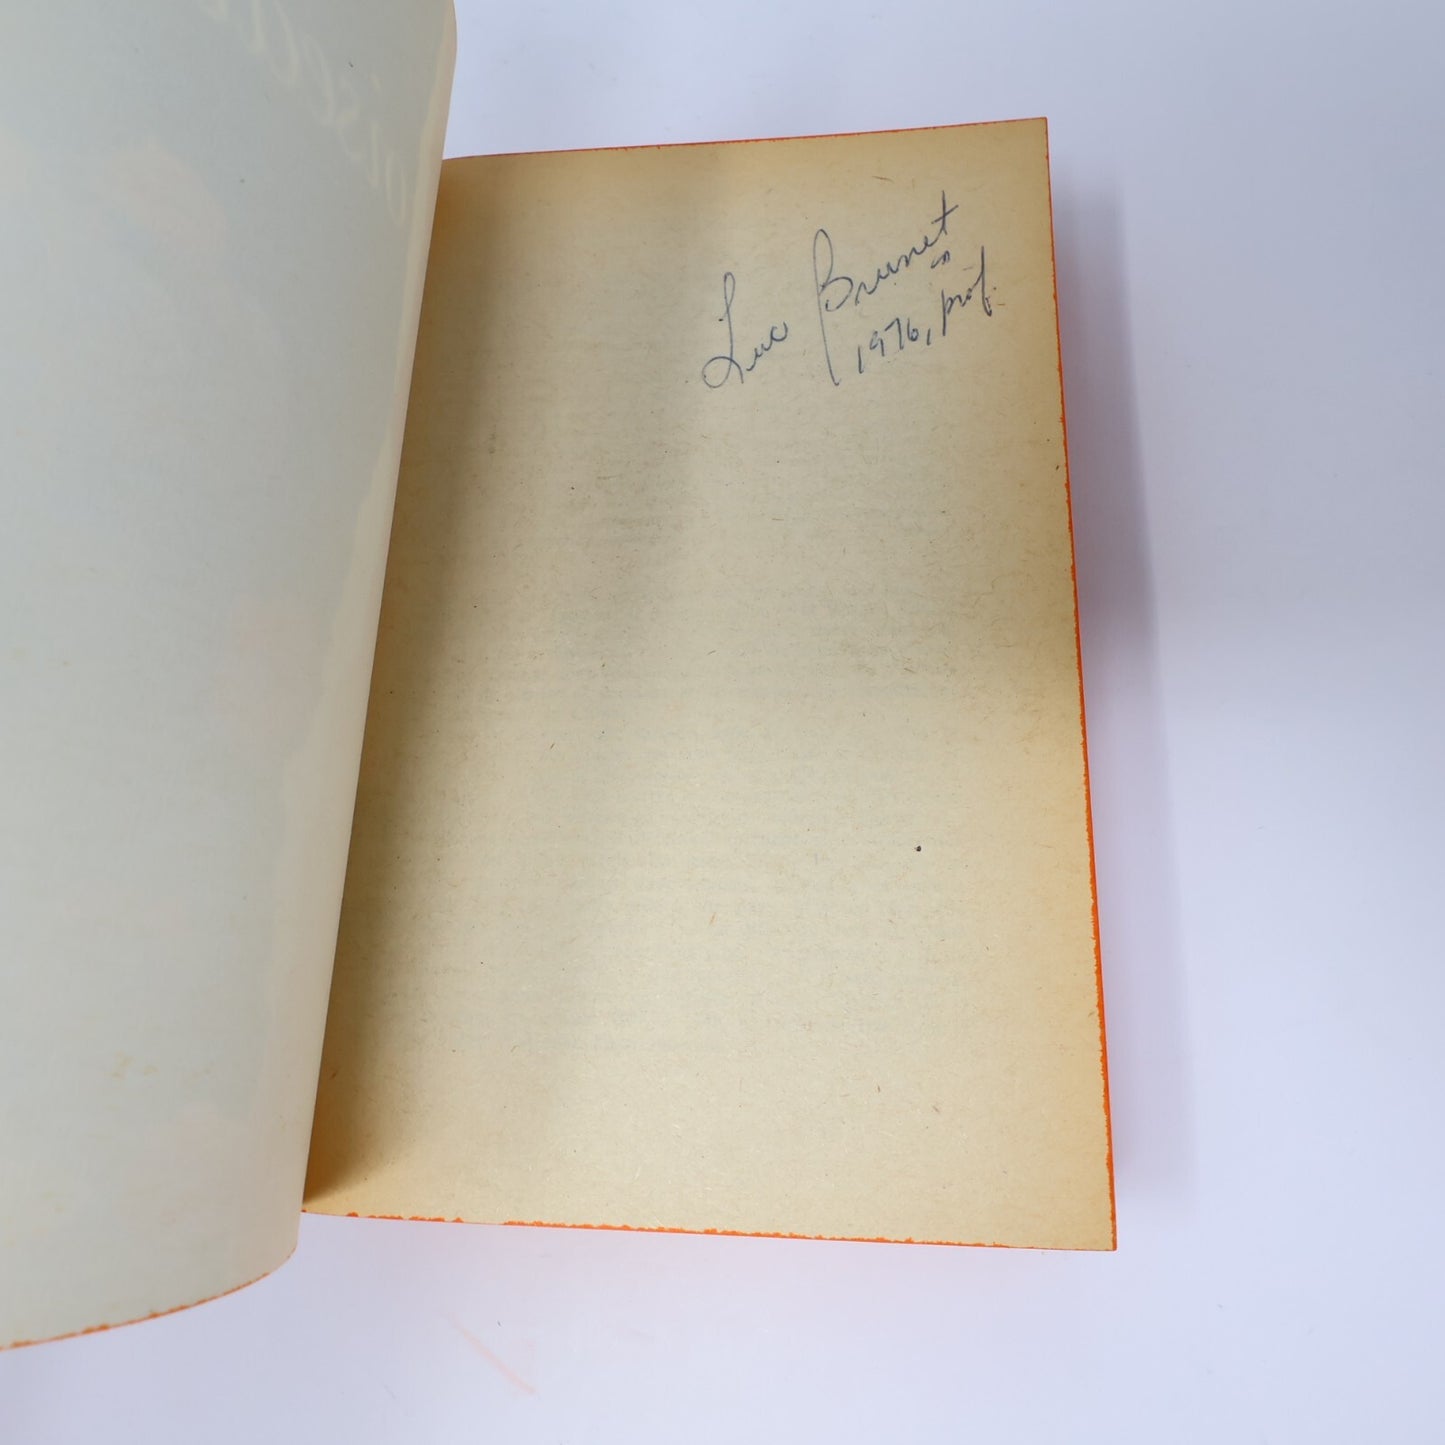 Luc Brunet
1976, prof.